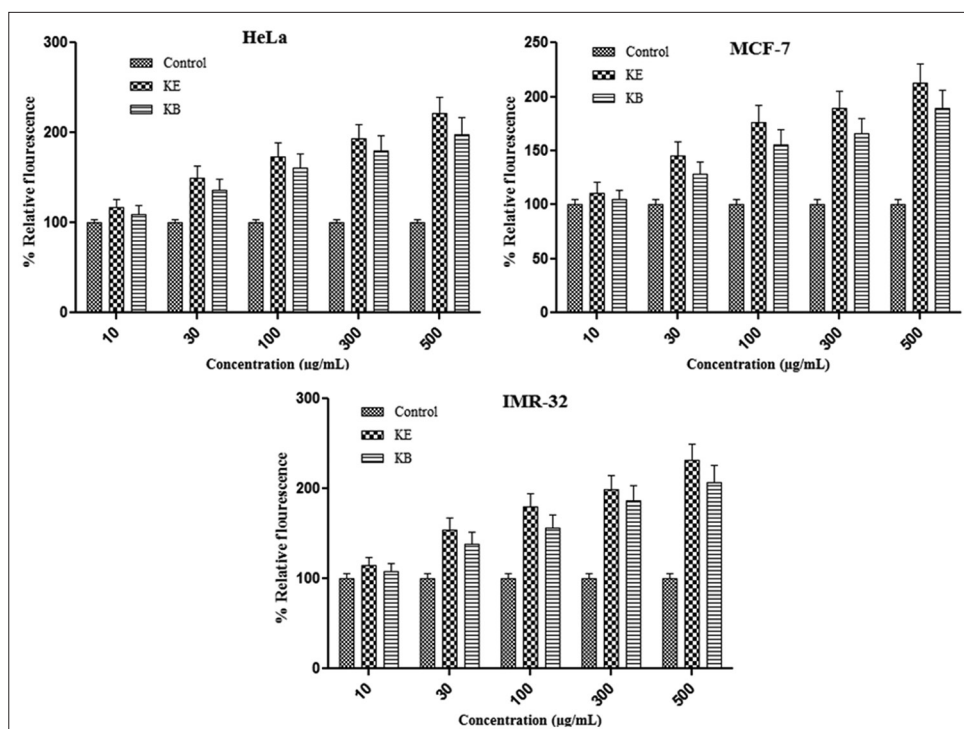 HeLa
% Relative flourescence
300
200
100
0
Control
KE
KB
10
30
100
300
500
Concentration (µg/mL)
MCF-7
% Relative flourescence
250
200
150
100
50
0
Control
KE
KB
10
30
100
300
500
Concentration (µg/mL)
IMR-32
% Relative flourescence
300
200
100
0
Control
KE
KB
10
30
100
300
500
Concentration (µg/mL)